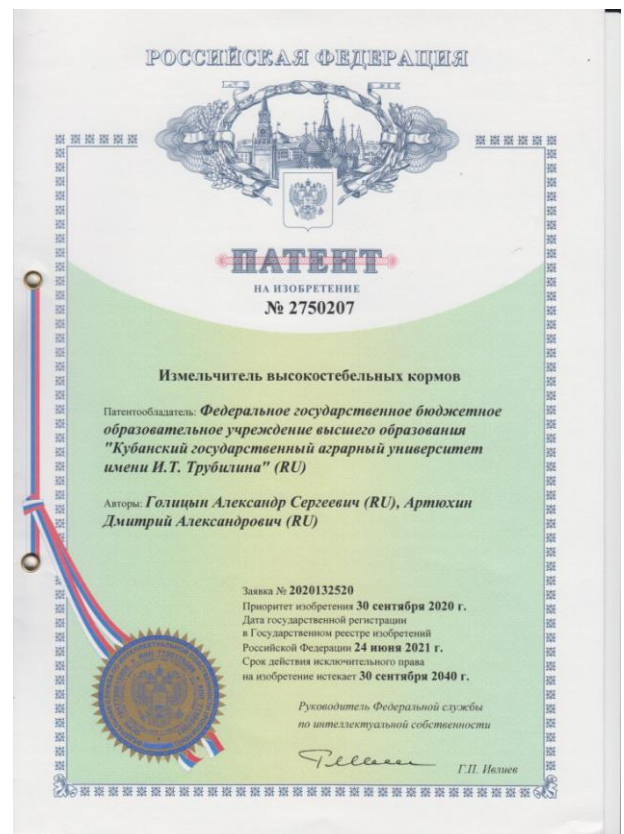 РОССИЙСКАЯ ФЕДЕРАЦИЯ
ПАТЕНТ
НА ИЗОБРЕТЕНИЕ
№ 2750207
Измельчитель высокостебельных кормов
Патентообладатель: Федеральное государственное бюджетное
образовательное учреждение высшего образования
"Кубанский государственный аграрный университет
имени И.Т. Трубилина" (RU)
Авторы: Голицын Александр Сергеевич (RU), Артюхин
Дмитрий Александрович (RU)
Заявка № 2020132520
Приоритет изобретения 30 сентября 2020 г.
Дата государственной регистрации
в Государственном реестре изобретений
Российской Федерации 24 июня 2021 г.
Срок действия исключительного права
на изобретение истекает 30 сентября 2040 г.
Руководитель Федеральной службы
по интеллектуальной собственности
Г.П. Ивлиев